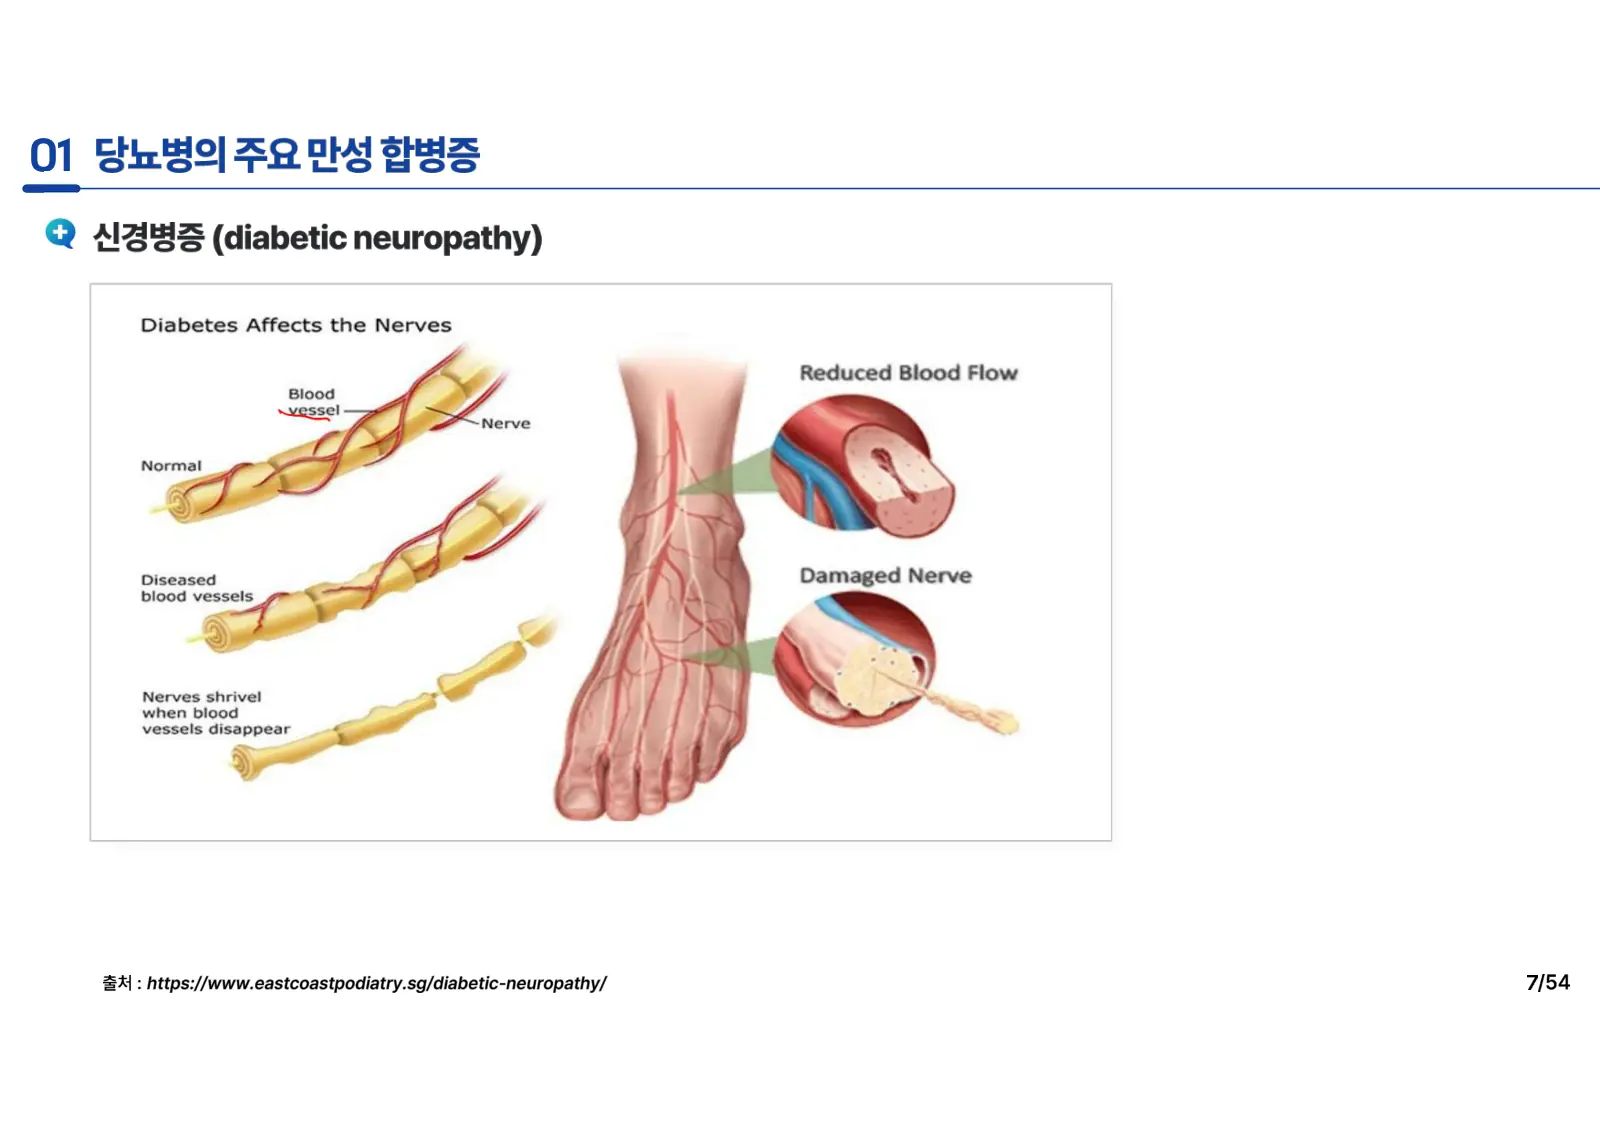 01 당뇨병의 주요 만성 합병증
신경병증 (diabetic neuropathy)
Diabetes Affects the Nerves
Blood
vessel
Nerve
Normal
Diseased
blood vessels
Nerves shrivel
when blood
vessels disappear
Reduced Blood Flow
Damaged Nerve
출처 : https://www.eastcoastpodiatry.sg/diabetic-neuropathy/
7/54